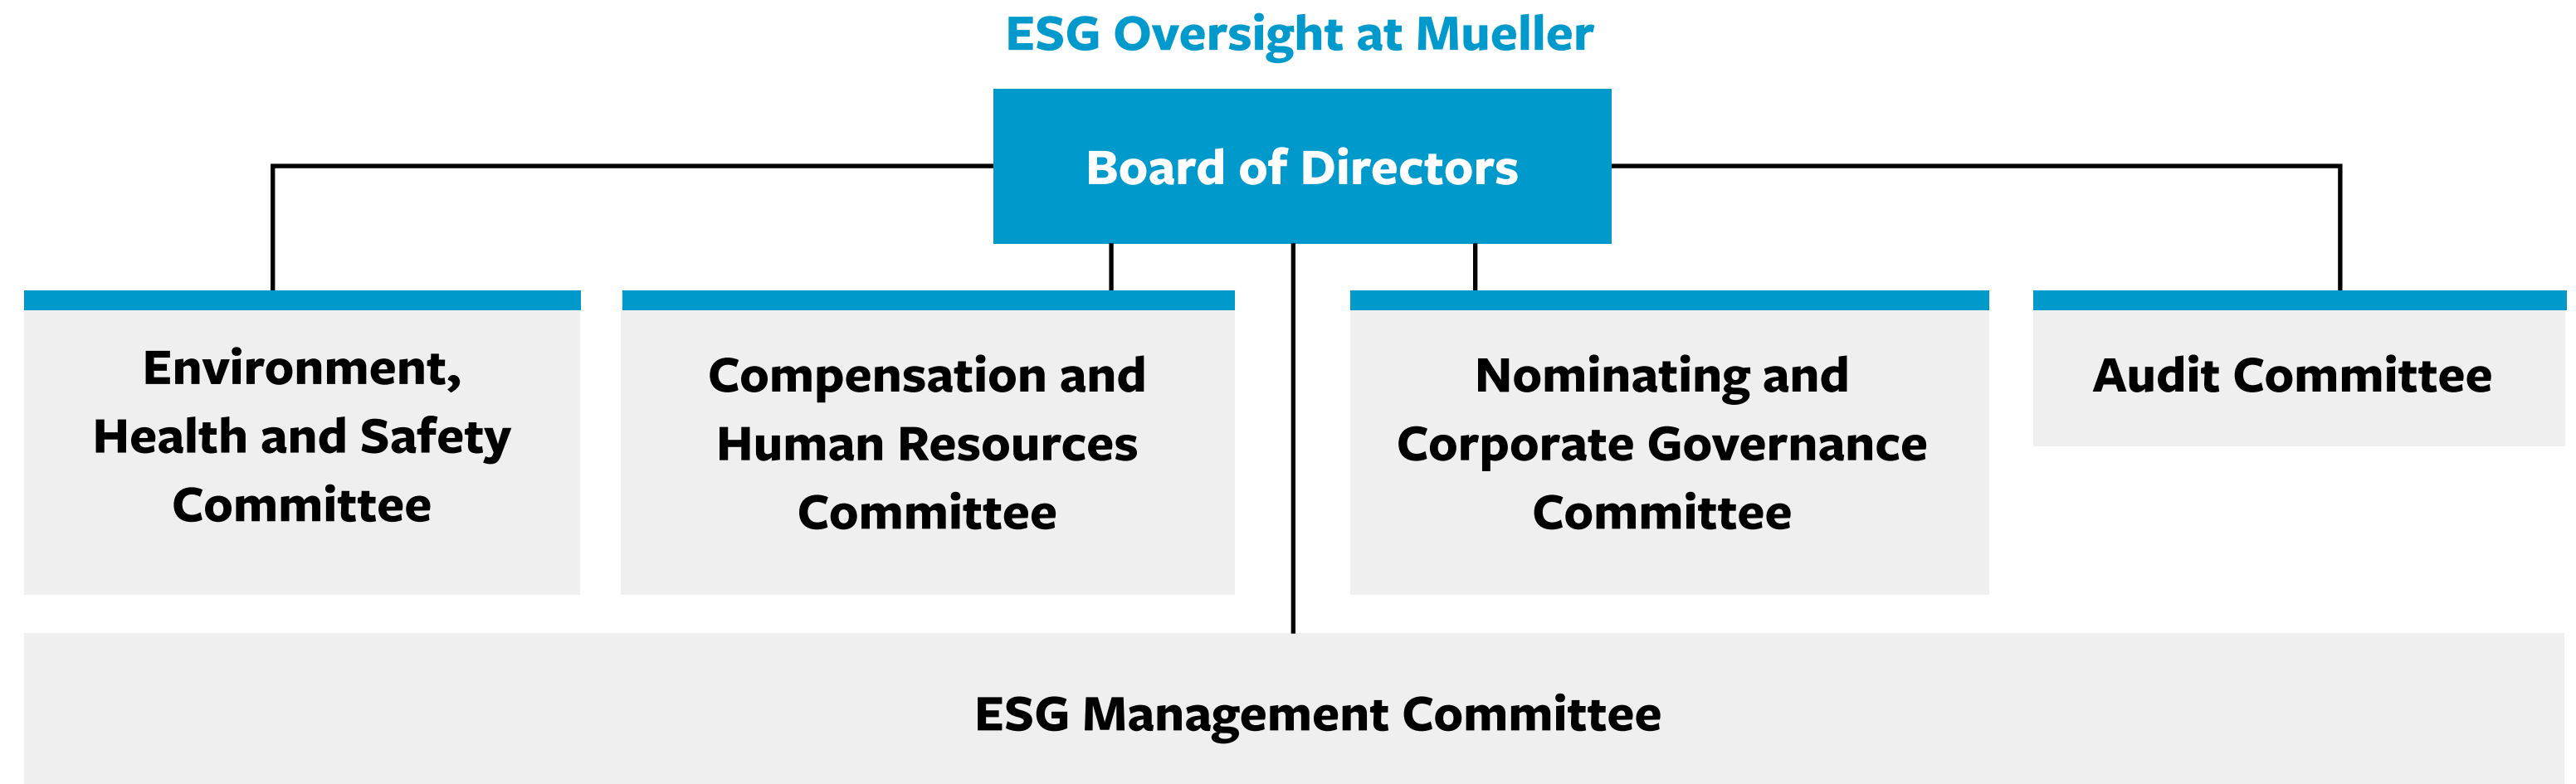 ESG Oversight at Mueller
Board of Directors
Environment,
Health and Safety
Committee
Compensation and
Human Resources
Committee
Nominating and
Corporate Governance
Committee
Audit Committee
ESG Management Committee